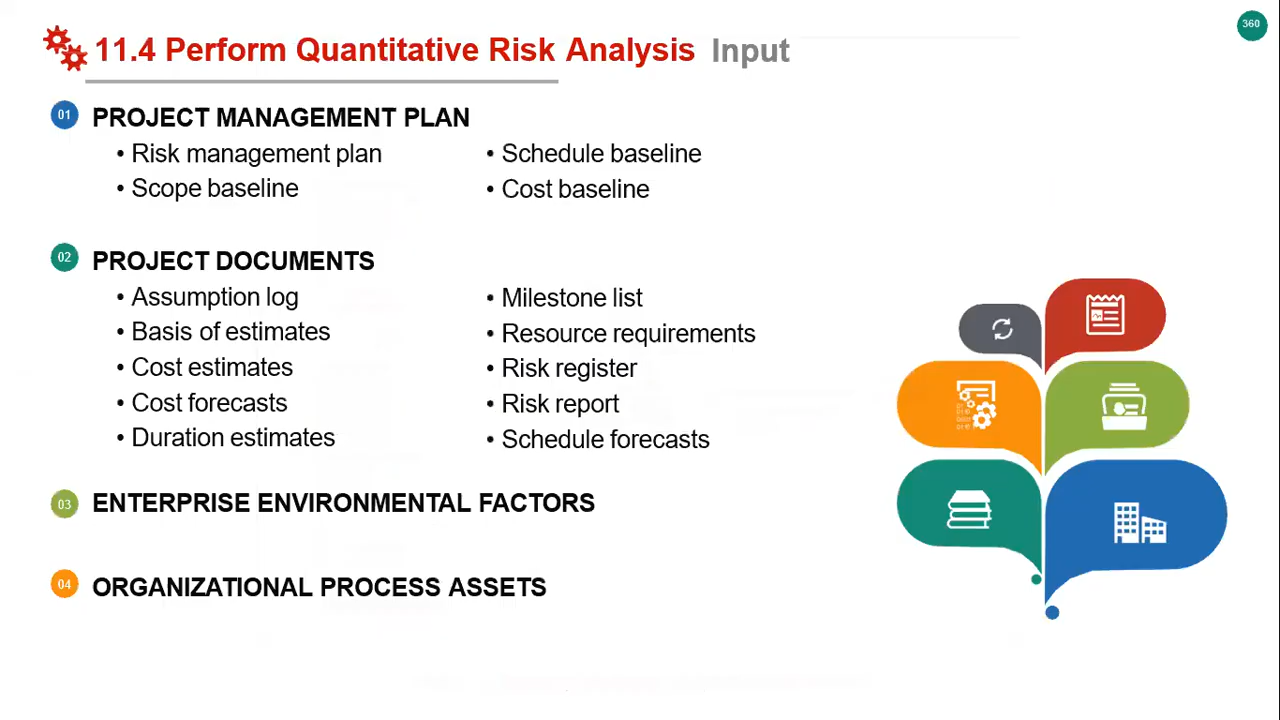 360
11.4 Perform Quantitative Risk Analysis Input
01 PROJECT MANAGEMENT PLAN
• Risk management plan
• Scope baseline
• Schedule baseline
• Cost baseline
02 PROJECT DOCUMENTS
• Assumption log
• Basis of estimates
• Cost estimates
• Cost forecasts
• Duration estimates
• Milestone list
• Resource requirements
• Risk register
• Risk report
• Schedule forecasts
03 ENTERPRISE ENVIRONMENTAL FACTORS
04 ORGANIZATIONAL PROCESS ASSETS